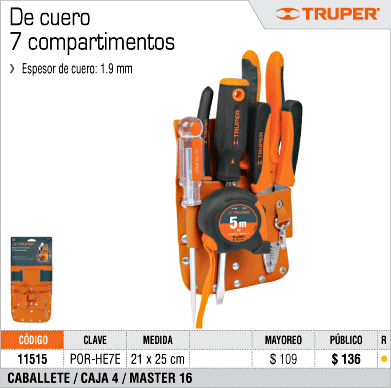 De cuero
7 compartimentos
TRUPER®
Espesor de cuero: 1.9 mm
TRUPER
5m
CÓDIGO CLAVE MEDIDA MAYOREO PÚBLICO R
11515 POR-HE7E 21 x 25 cm $ 109 $ 136
CABALLETE / CAJA 4 / MASTER 16